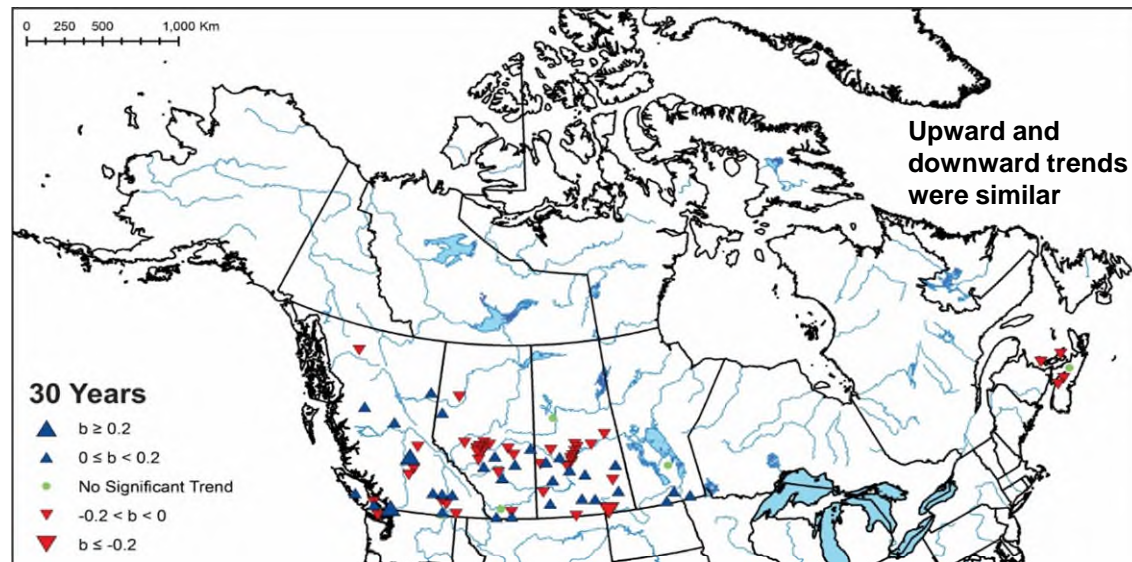 0 250 500 1,000 Km
Upward and
downward trends
were similar
30 Years
b ≥ 0.2
0 ≤ b < 0.2
No Significant Trend
-0.2 < b < 0
b ≤ -0.2